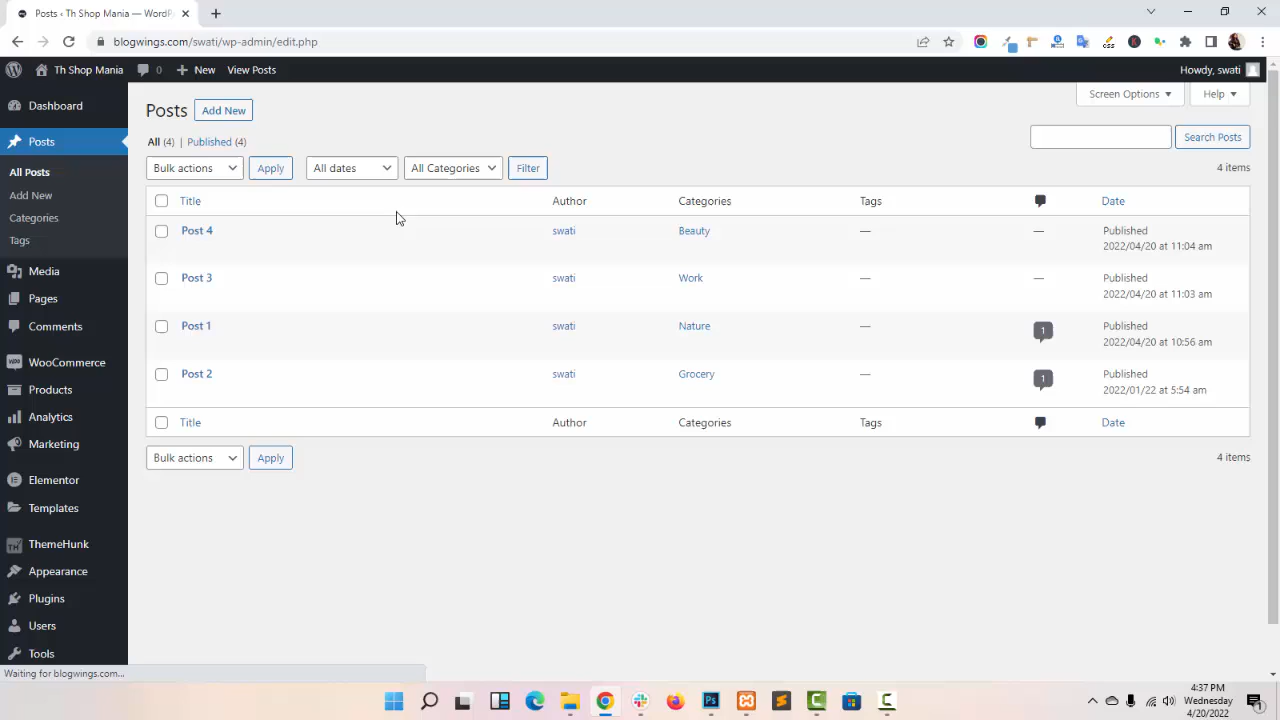 Posts ‹ Th Shop Mania — WordP
blogwings.com/swati/wp-admin/edit.php
Th Shop Mania 0 New View Posts Howdy, swati
Dashboard
Posts
All Posts
Add New
Categories
Tags
Media
Pages
Comments
WooCommerce
Products
Analytics
Marketing
Elementor
Templates
ThemeHunk
Appearance
Plugins
Users
Tools
Screen Options Help
Posts Add New
All (4) | Published (4)
Search Posts
Bulk actions Apply All dates All Categories Filter 4 items
Title Author Categories Tags Date
Post 4 swati Beauty — — Published
2022/04/20 at 11:04 am
Post 3 swati Work — — Published
2022/04/20 at 11:03 am
Post 1 swati Nature — 1 Published
2022/04/20 at 10:56 am
Post 2 swati Grocery — 1 Published
2022/01/22 at 5:54 am
Title Author Categories Tags Date
Bulk actions Apply 4 items
Waiting for blogwings.com...
4:37 PM
Wednesday
4/20/2022